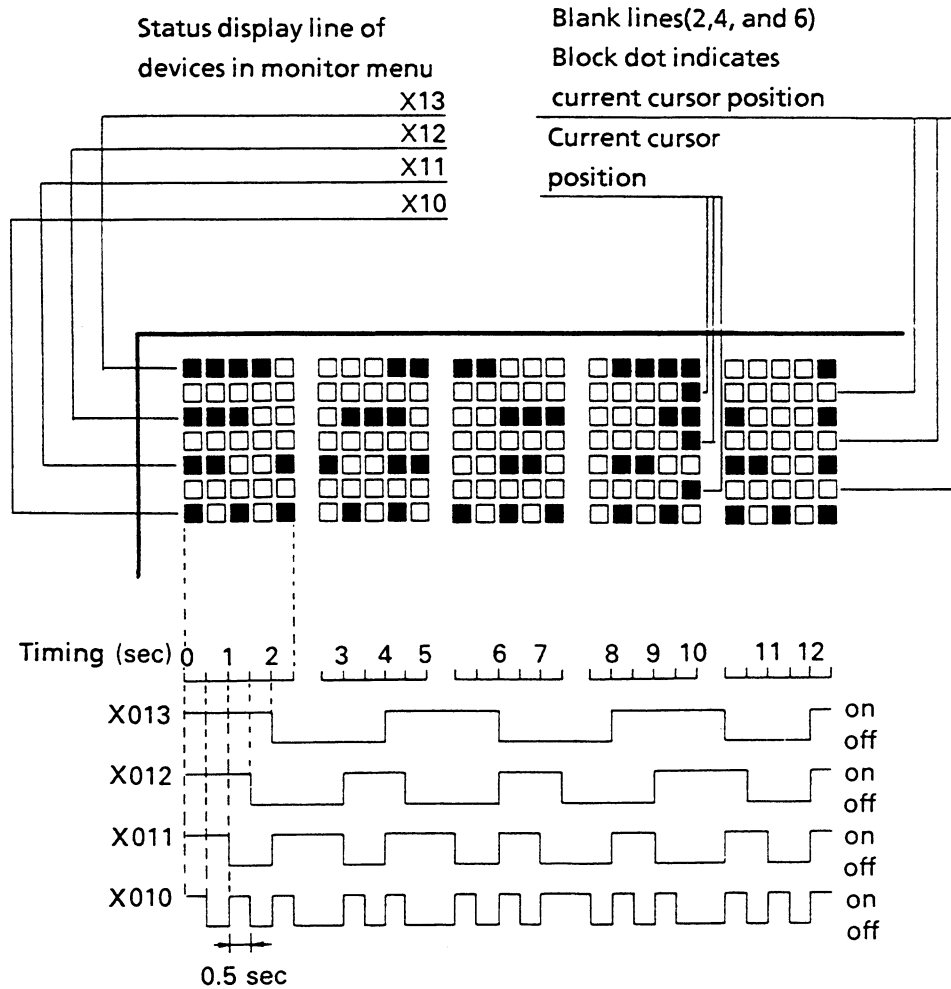 Status display line of
devices in monitor menu
X13
X12
X11
X10
Blank lines(2,4, and 6)
Block dot indicates
current cursor position
Current cursor
position
Timing (sec) 0 1 2 3 4 5 6 7 8 9 10 11 12
X013 on
off
X012 on
off
X011 on
off
X010 on
off
0.5 sec